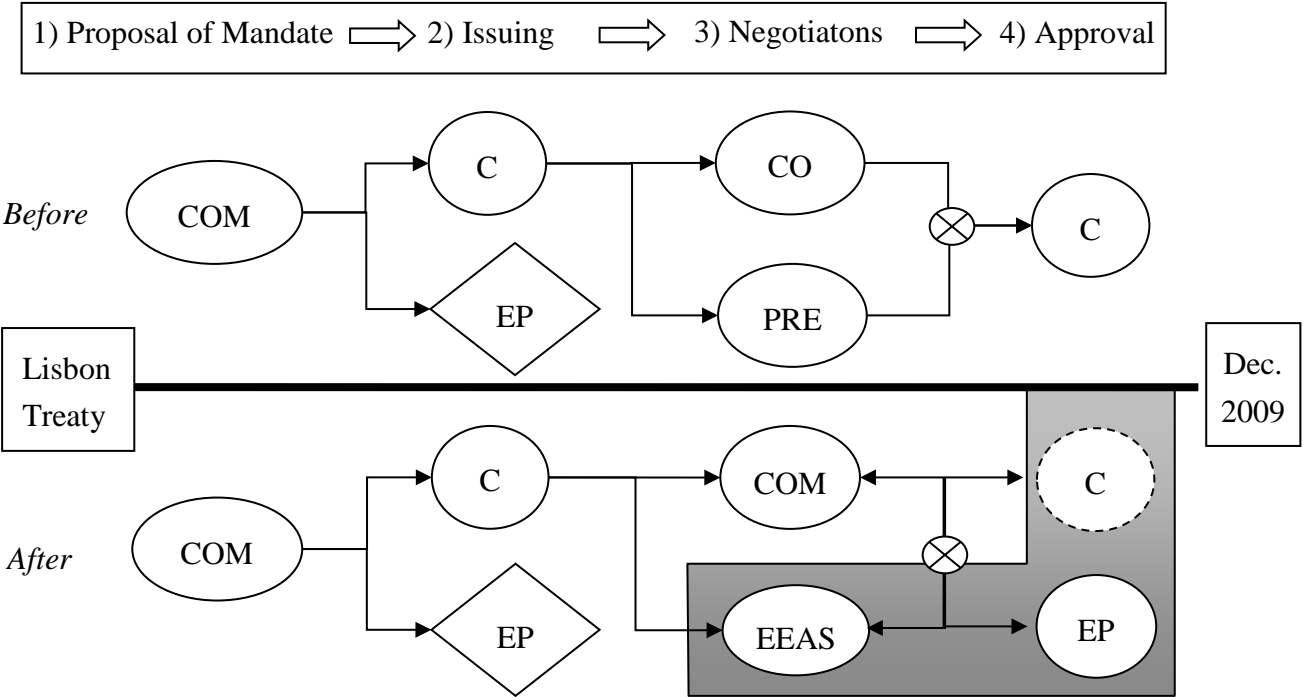 1) Proposal of Mandate 2) Issuing 3) Negotiatons 4) Approval
C
CO
COM
Before
C
EP
PRE
Lisbon
Treaty
Dec.
2009
C
COM
C
COM
After
EP
EEAS
EP